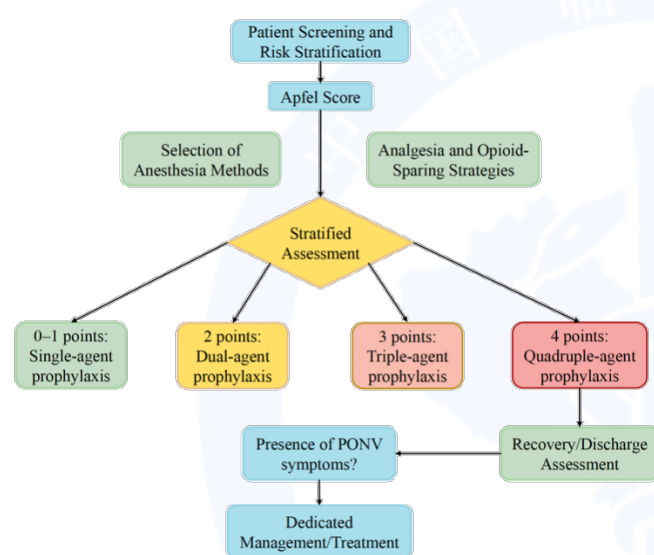 Patient Screening and
Risk Stratification
Apfel Score
Selection of
Anesthesia Methods
Analgesia and Opioid-
Sparing Strategies
Stratified
Assessment
0–1 points:
Single-agent
prophylaxis
2 points:
Dual-agent
prophylaxis
3 points:
Triple-agent
prophylaxis
4 points:
Quadruple-agent
prophylaxis
Presence of PONV
symptoms?
Recovery/Discharge
Assessment
Dedicated
Management/Treatment